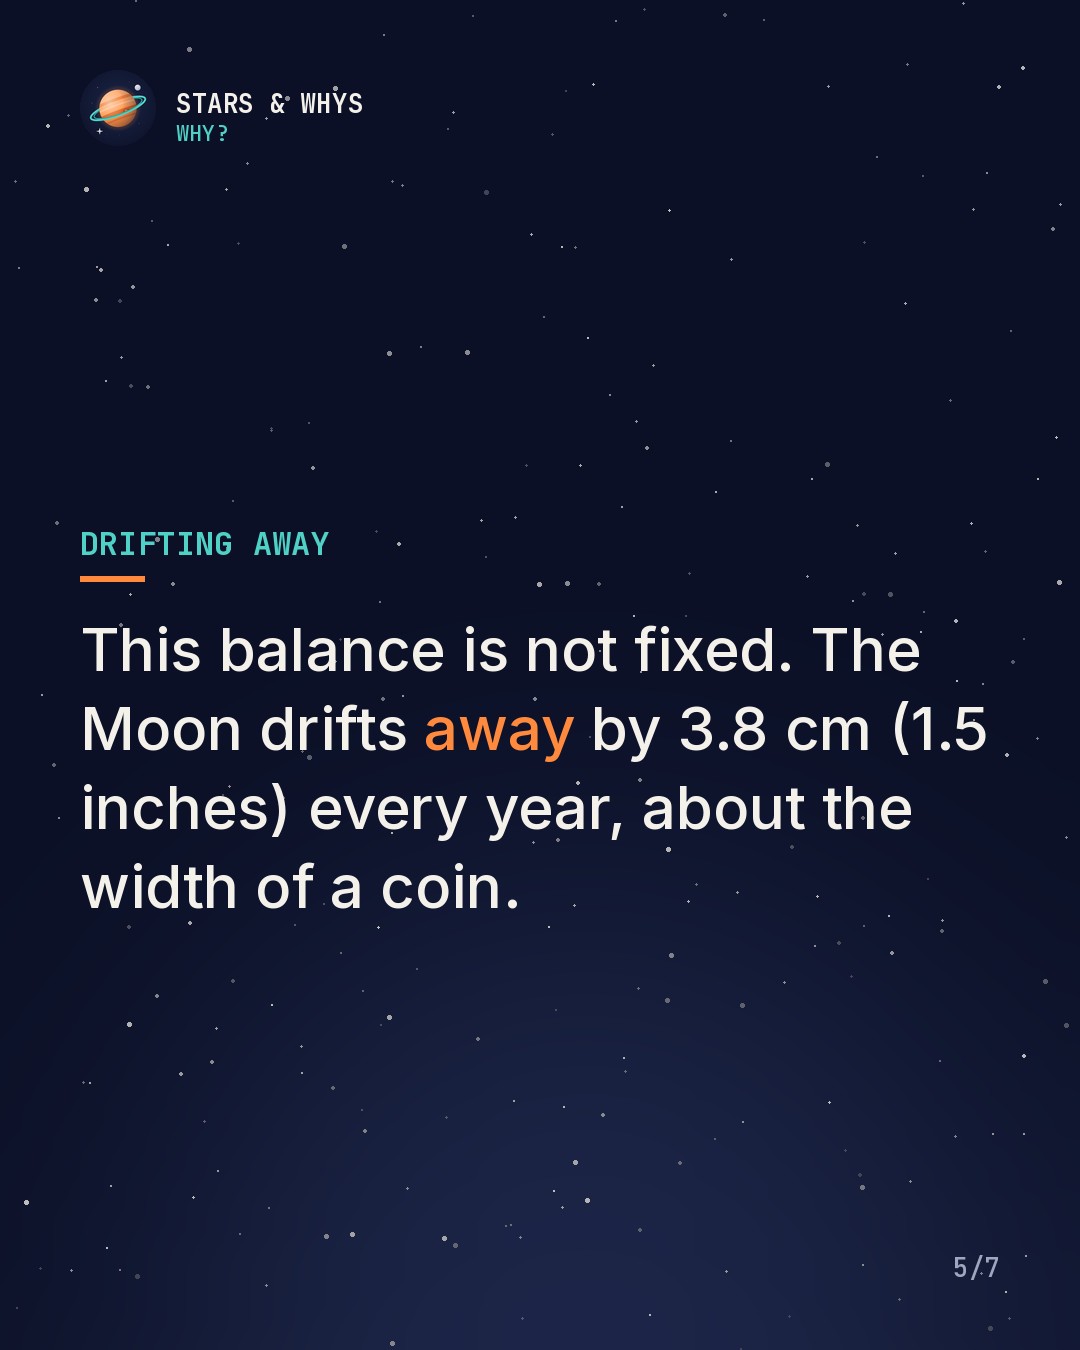 STARS & WHYS
WHY?
DRIFTING AWAY
This balance is not fixed. The
Moon drifts away by 3.8 cm (1.5
inches) every year, about the
width of a coin.
5/7